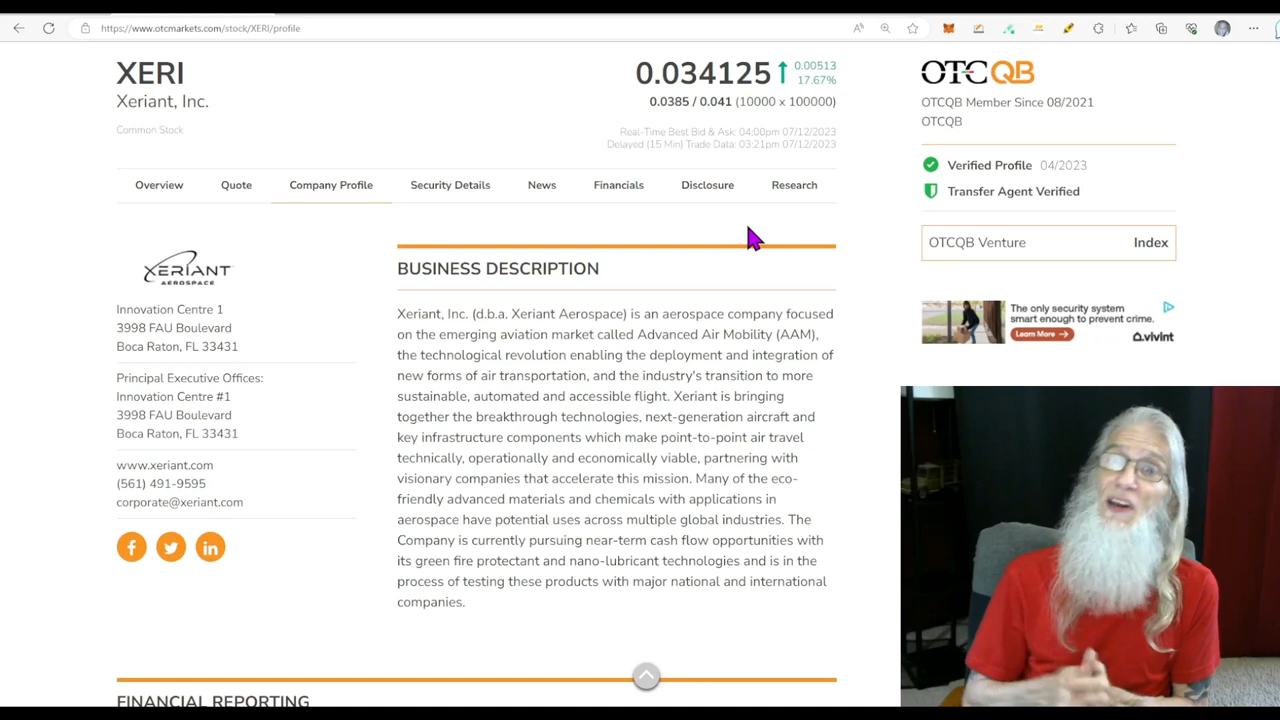 https://www.otcmarkets.com/stock/XERI/profile
XERI
Xeriant, Inc.
Common Stock
0.034125
0.00513
17.67%
0.0385 / 0.041 (10000 x 100000)
Real-Time Best Bid & Ask: 04:00pm 07/12/2023
Delayed (15 Min) Trade Data: 03:21pm 07/12/2023
OTCQB
OTCQB Member Since 08/2021
OTCQB
Verified Profile 04/2023
Transfer Agent Verified
OTCQB Venture Index
Overview Quote Company Profile Security Details News Financials Disclosure Research
XERIANT
AEROSPACE
Innovation Centre 1
3998 FAU Boulevard
Boca Raton, FL 33431
Principal Executive Offices:
Innovation Centre #1
3998 FAU Boulevard
Boca Raton, FL 33431
www.xeriant.com
(561) 491-9595
corporate@xeriant.com
BUSINESS DESCRIPTION
Xeriant, Inc. (d.b.a. Xeriant Aerospace) is an aerospace company focused
on the emerging aviation market called Advanced Air Mobility (AAM),
the technological revolution enabling the deployment and integration of
new forms of air transportation, and the industry's transition to more
sustainable, automated and accessible flight. Xeriant is bringing
together the breakthrough technologies, next-generation aircraft and
key infrastructure components which make point-to-point air travel
technically, operationally and economically viable, partnering with
visionary companies that accelerate this mission. Many of the eco-
friendly advanced materials and chemicals with applications in
aerospace have potential uses across multiple global industries. The
Company is currently pursuing near-term cash flow opportunities with
its green fire protectant and nano-lubricant technologies and is in the
process of testing these products with major national and international
companies.
The only security system
smart enough to prevent crime.
Learn More
vivint
FINANCIAL REPORTING